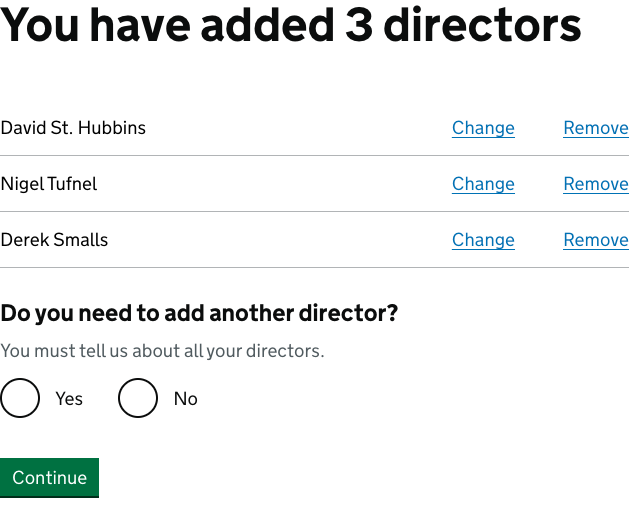 You have added 3 directors
David St. Hubbins Change Remove
Nigel Tufnel Change Remove
Derek Smalls Change Remove
Do you need to add another director?
You must tell us about all your directors.
Yes No
Continue